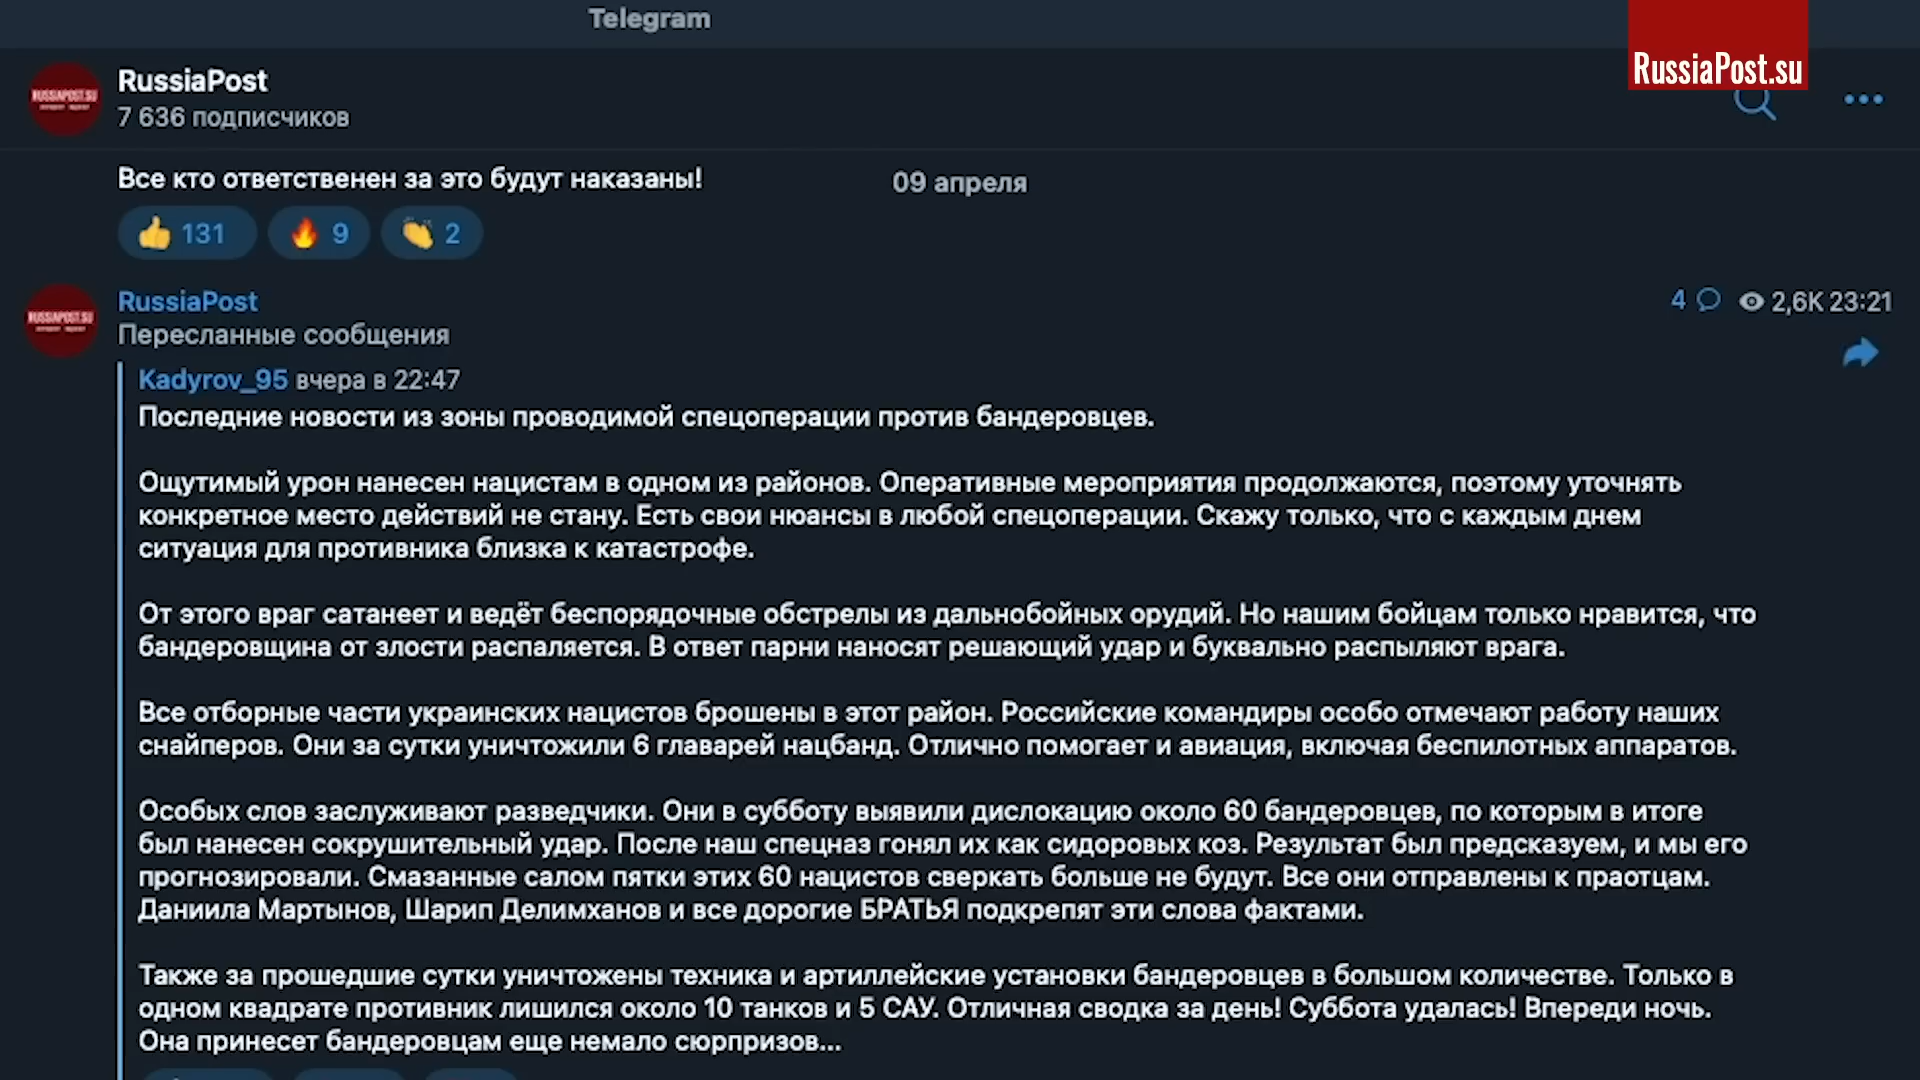 Telegram
RussiaPost.su
RUSSIAPOST.SU
RussiaPost
7 636 подписчиков
Все кто ответственен за это будут наказаны!
09 апреля
131 9 2
RUSSIAPOST.SU
RussiaPost
4 2,6K 23:21
Пересланные сообщения
Kadyrov_95 вчера в 22:47
Последние новости из зоны проводимой спецоперации против бандеровцев.
Ощутимый урон нанесен нацистам в одном из районов. Оперативные мероприятия продолжаются, поэтому уточнять
конкретное место действий не стану. Есть свои нюансы в любой спецоперации. Скажу только, что с каждым днем
ситуация для противника близка к катастрофе.
От этого враг сатанеет и ведёт беспорядочные обстрелы из дальнобойных орудий. Но нашим бойцам только нравится, что
бандеровщина от злости распаляется. В ответ парни наносят решающий удар и буквально распыляют врага.
Все отборные части украинских нацистов брошены в этот район. Российские командиры особо отмечают работу наших
снайперов. Они за сутки уничтожили 6 главарей нацбанд. Отлично помогает и авиация, включая беспилотных аппаратов.
Особых слов заслуживают разведчики. Они в субботу выявили дислокацию около 60 бандеровцев, по которым в итоге
был нанесен сокрушительный удар. После наш спецназ гонял их как сидоровых коз. Результат был предсказуем, и мы его
прогнозировали. Смазанные салом пятки этих 60 нацистов сверкать больше не будут. Все они отправлены к праотцам.
Даниила Мартынов, Шарип Делимханов и все дорогие БРАТЬЯ подкрепят эти слова фактами.
Также за прошедшие сутки уничтожены техника и артиллейские установки бандеровцев в большом количестве. Только в
одном квадрате противник лишился около 10 танков и 5 САУ. Отличная сводка за день! Суббота удалась! Впереди ночь.
Она принесет бандеровцам еще немало сюрпризов...